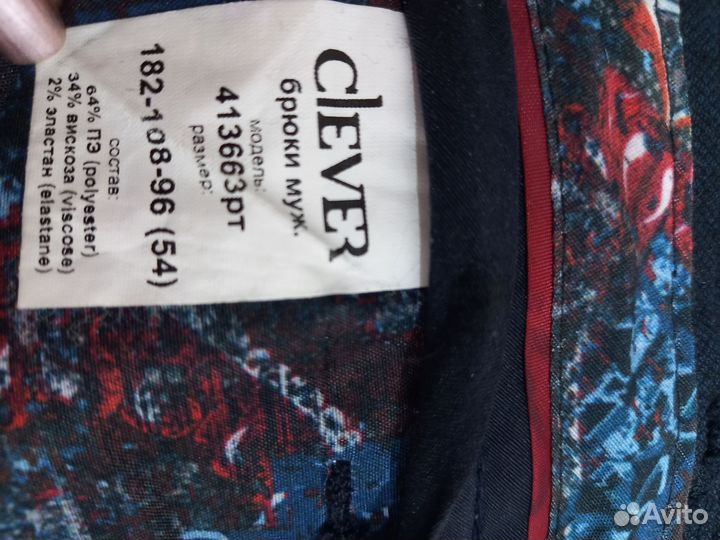 CLEVER
брюки муж.
модель:
413663рт
размер:
182-108-96 (54)
состав:
64% ПЭ (polyester)
34% вискоза (viscose)
2% эластан (elastane)
Avito